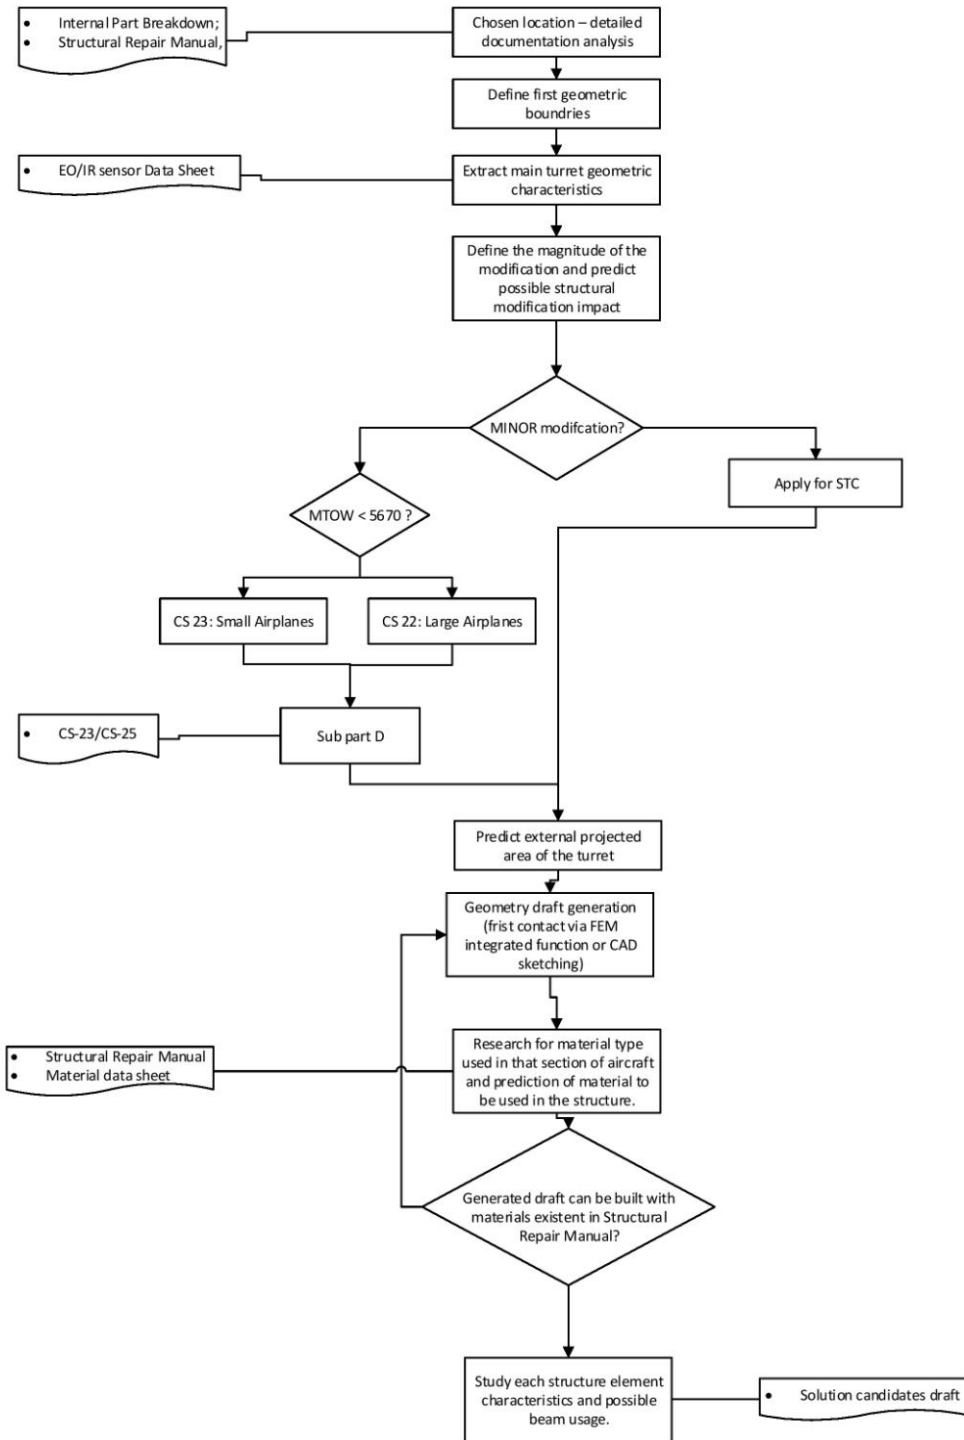 • Internal Part Breakdown;
• Structural Repair Manual,
Chosen location – detailed
documentation analysis
Define first geometric
boundries
• EO/IR sensor Data Sheet
Extract main turret geometric
characteristics
Define the magnitude of the
modification and predict
possible structural
modification impact
MINOR modifcation?
MTOW < 5670 ?
Apply for STC
CS 23: Small Airplanes
CS 22: Large Airplanes
• CS-23/CS-25
Sub part D
Predict external projected
area of the turret
Geometry draft generation
(frist contact via FEM
integrated function or CAD
sketching)
• Structural Repair Manual
• Material data sheet
Research for material type
used in that section of aircraft
and prediction of material to
be used in the structure.
Generated draft can be built with
materials existent in Structural
Repair Manual?
Study each structure element
characteristics and possible
beam usage.
• Solution candidates draft